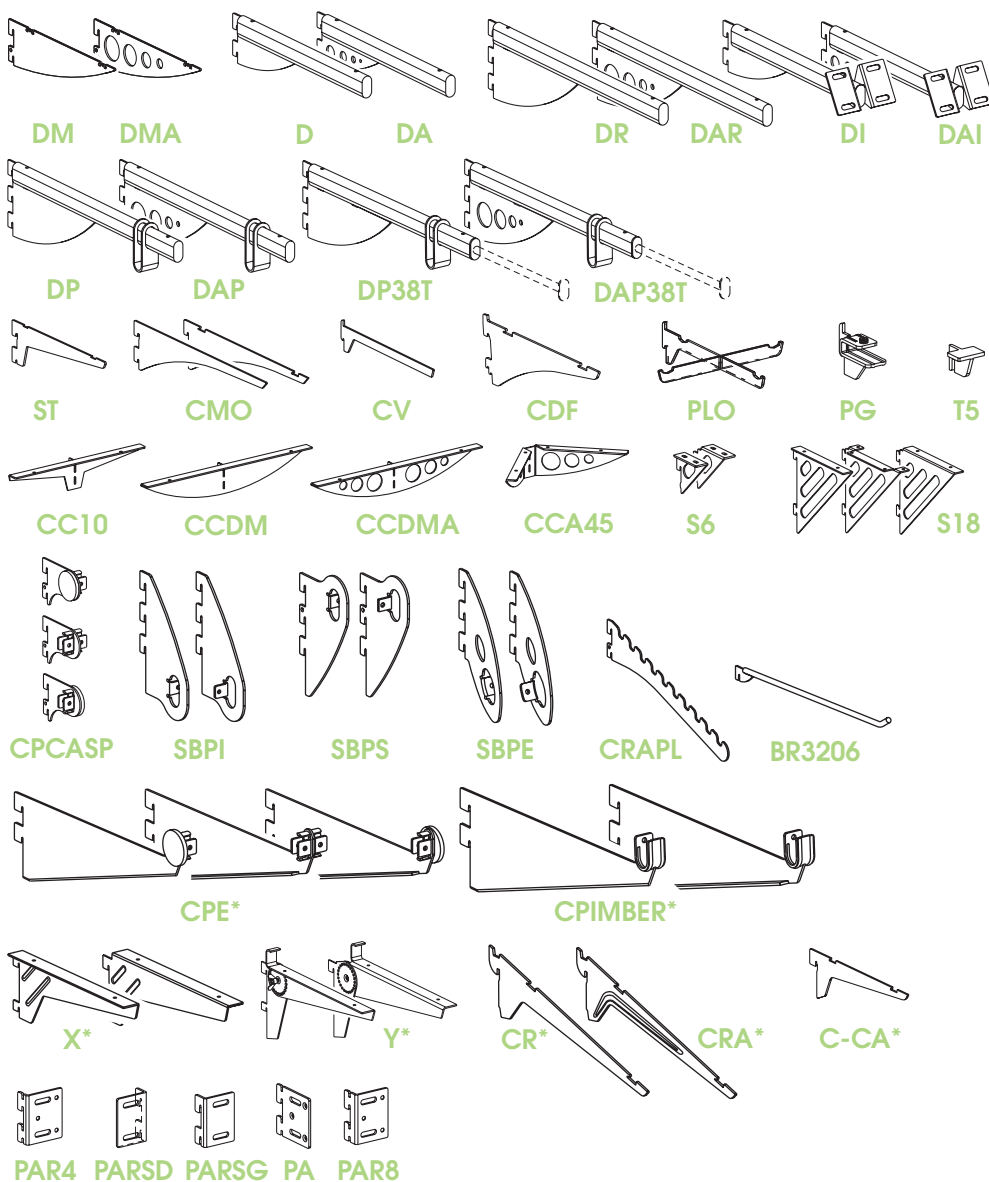 DM DMA D DA DR DAR DI DAI
DP DAP DP38T DAP38T
ST CMO CV CDF PLO PG T5
CC10 CCDM CCDMA CCA45 S6 S18
CPCASP SBPI SBPS SBPE CRAPL BR3206
CPE* CPIMBER*
X* Y* CR* CRA* C-CA*
PAR4 PARSD PARSG PA PAR8